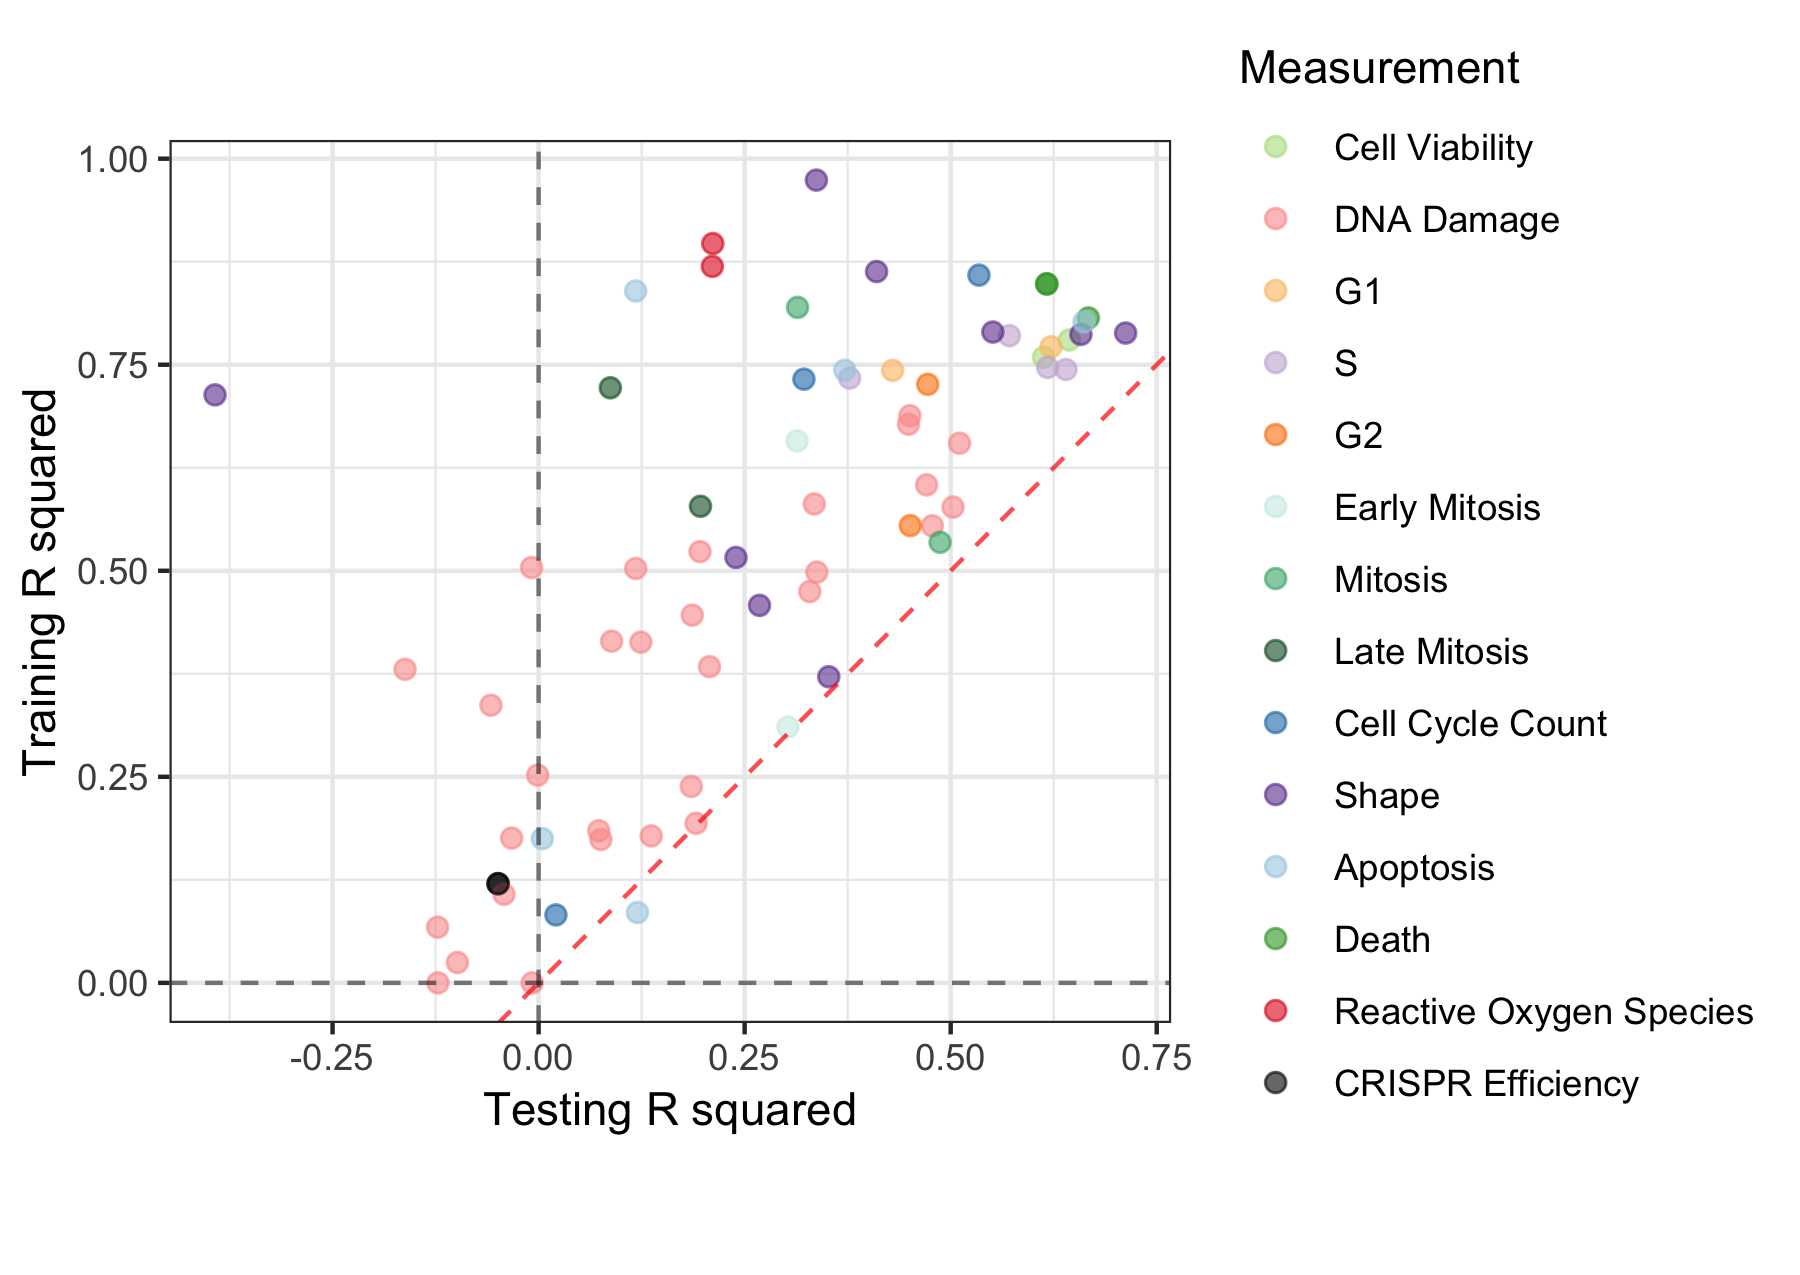 Measurement
Cell Viability
DNA Damage
G1
S
G2
Early Mitosis
Mitosis
Late Mitosis
Cell Cycle Count
Shape
Apoptosis
Death
Reactive Oxygen Species
CRISPR Efficiency
Training R squared
1.00
0.75
0.50
0.25
0.00
-0.25 0.00 0.25 0.50 0.75
Testing R squared